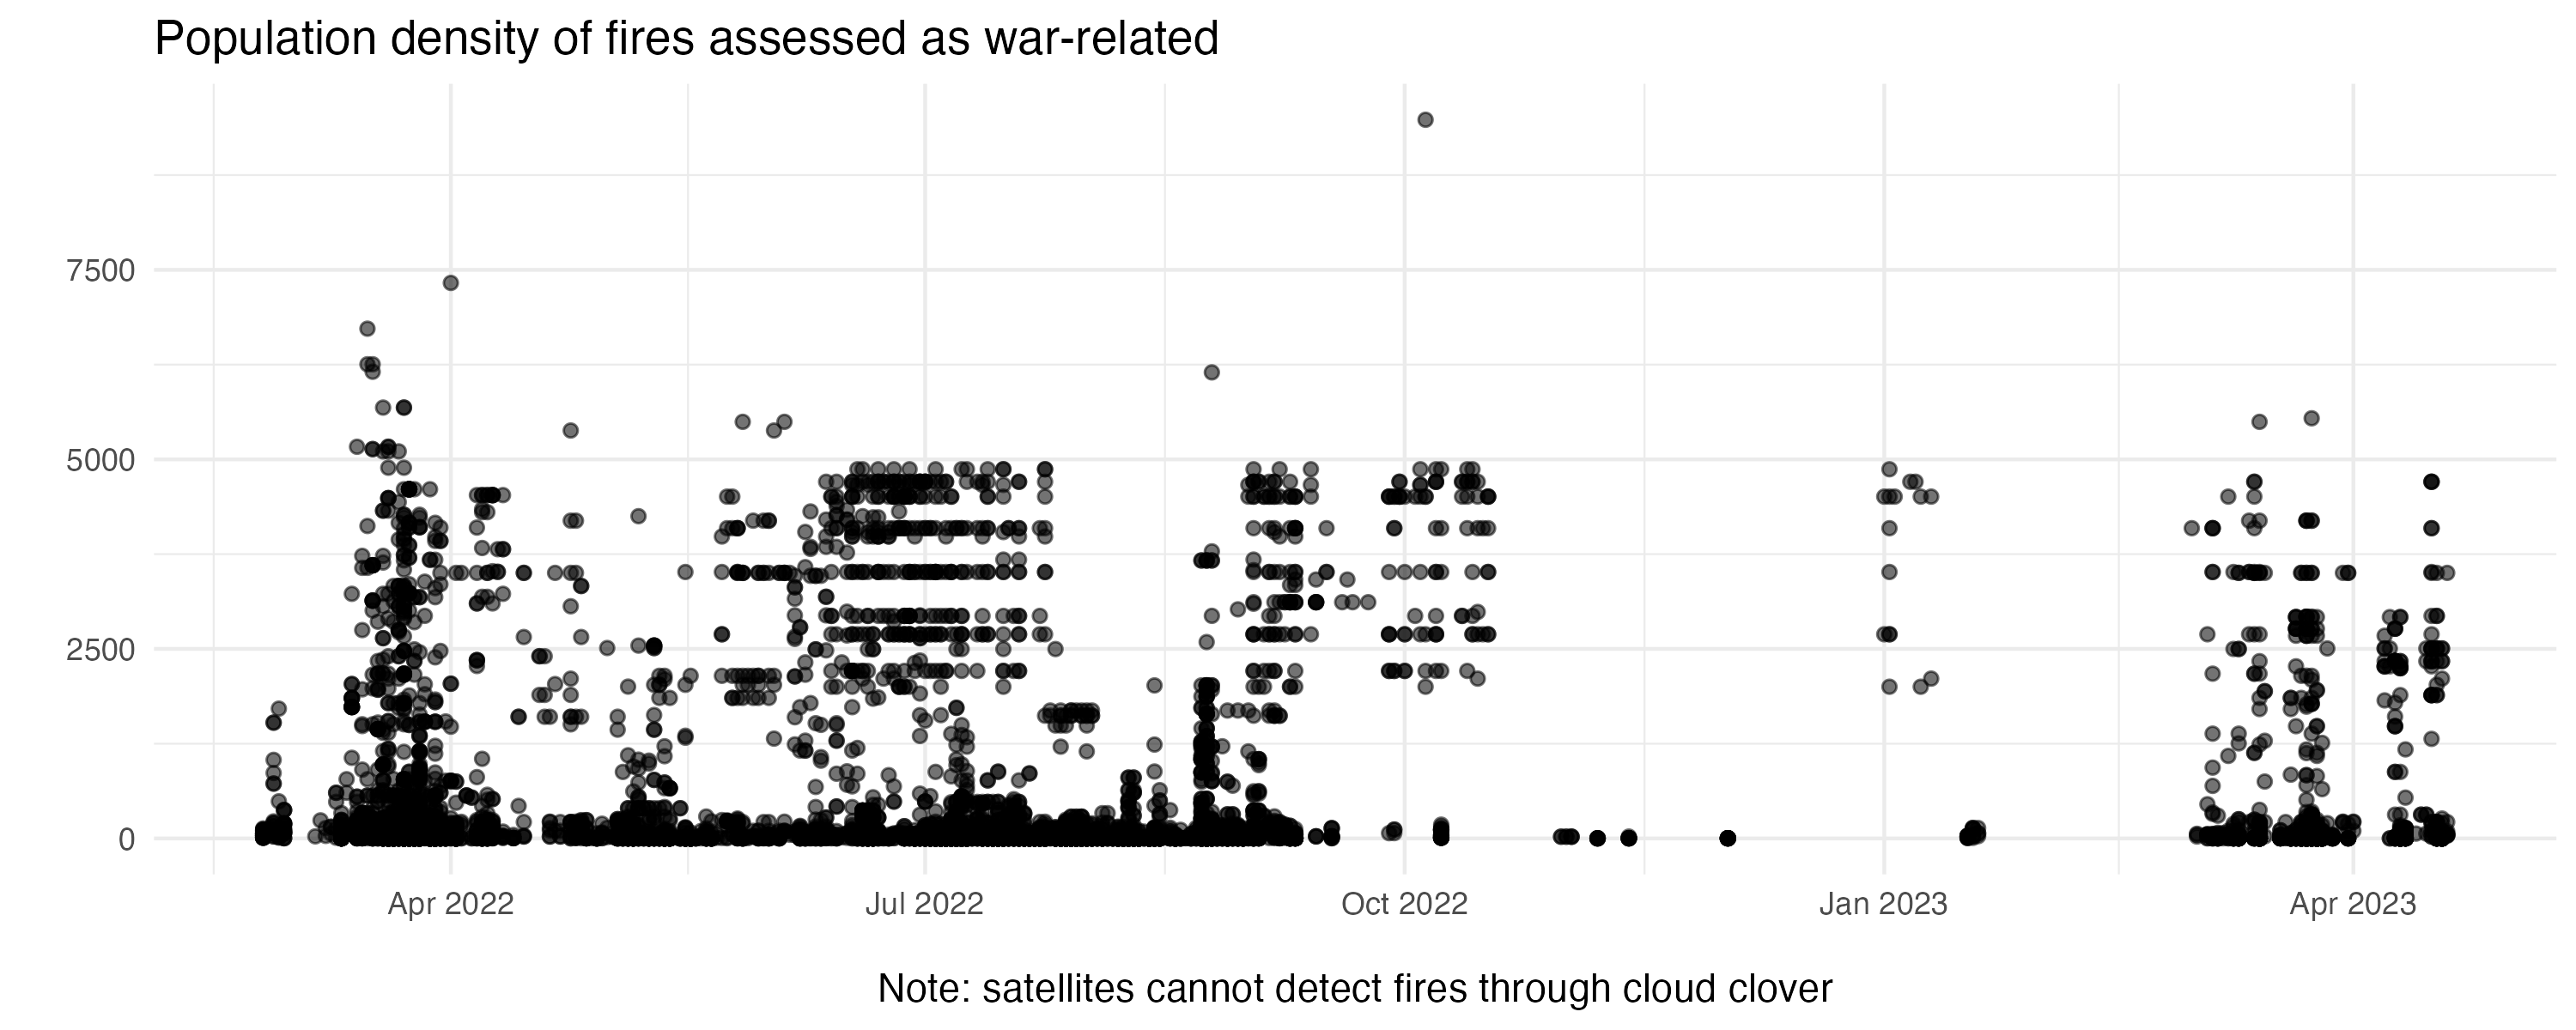 Population density of fires assessed as war-related
7500
5000
2500
0
Apr 2022 Jul 2022 Oct 2022 Jan 2023 Apr 2023
Note: satellites cannot detect fires through cloud clover